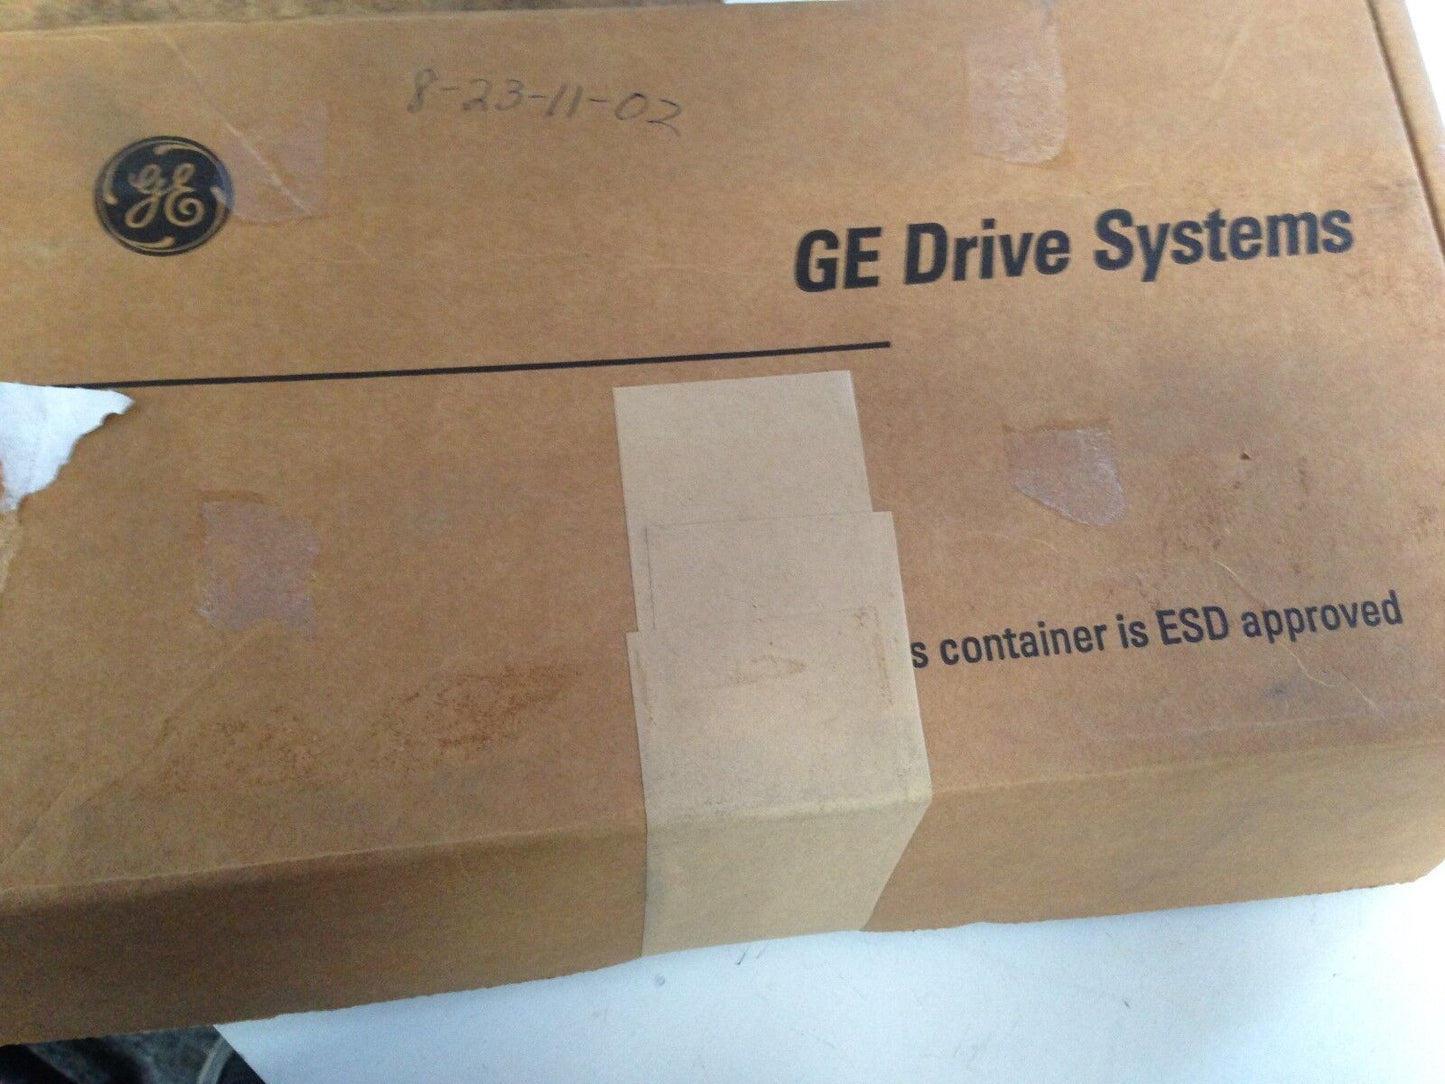 8-23-11-02
GE
GE Drive Systems
s container is ESD approved